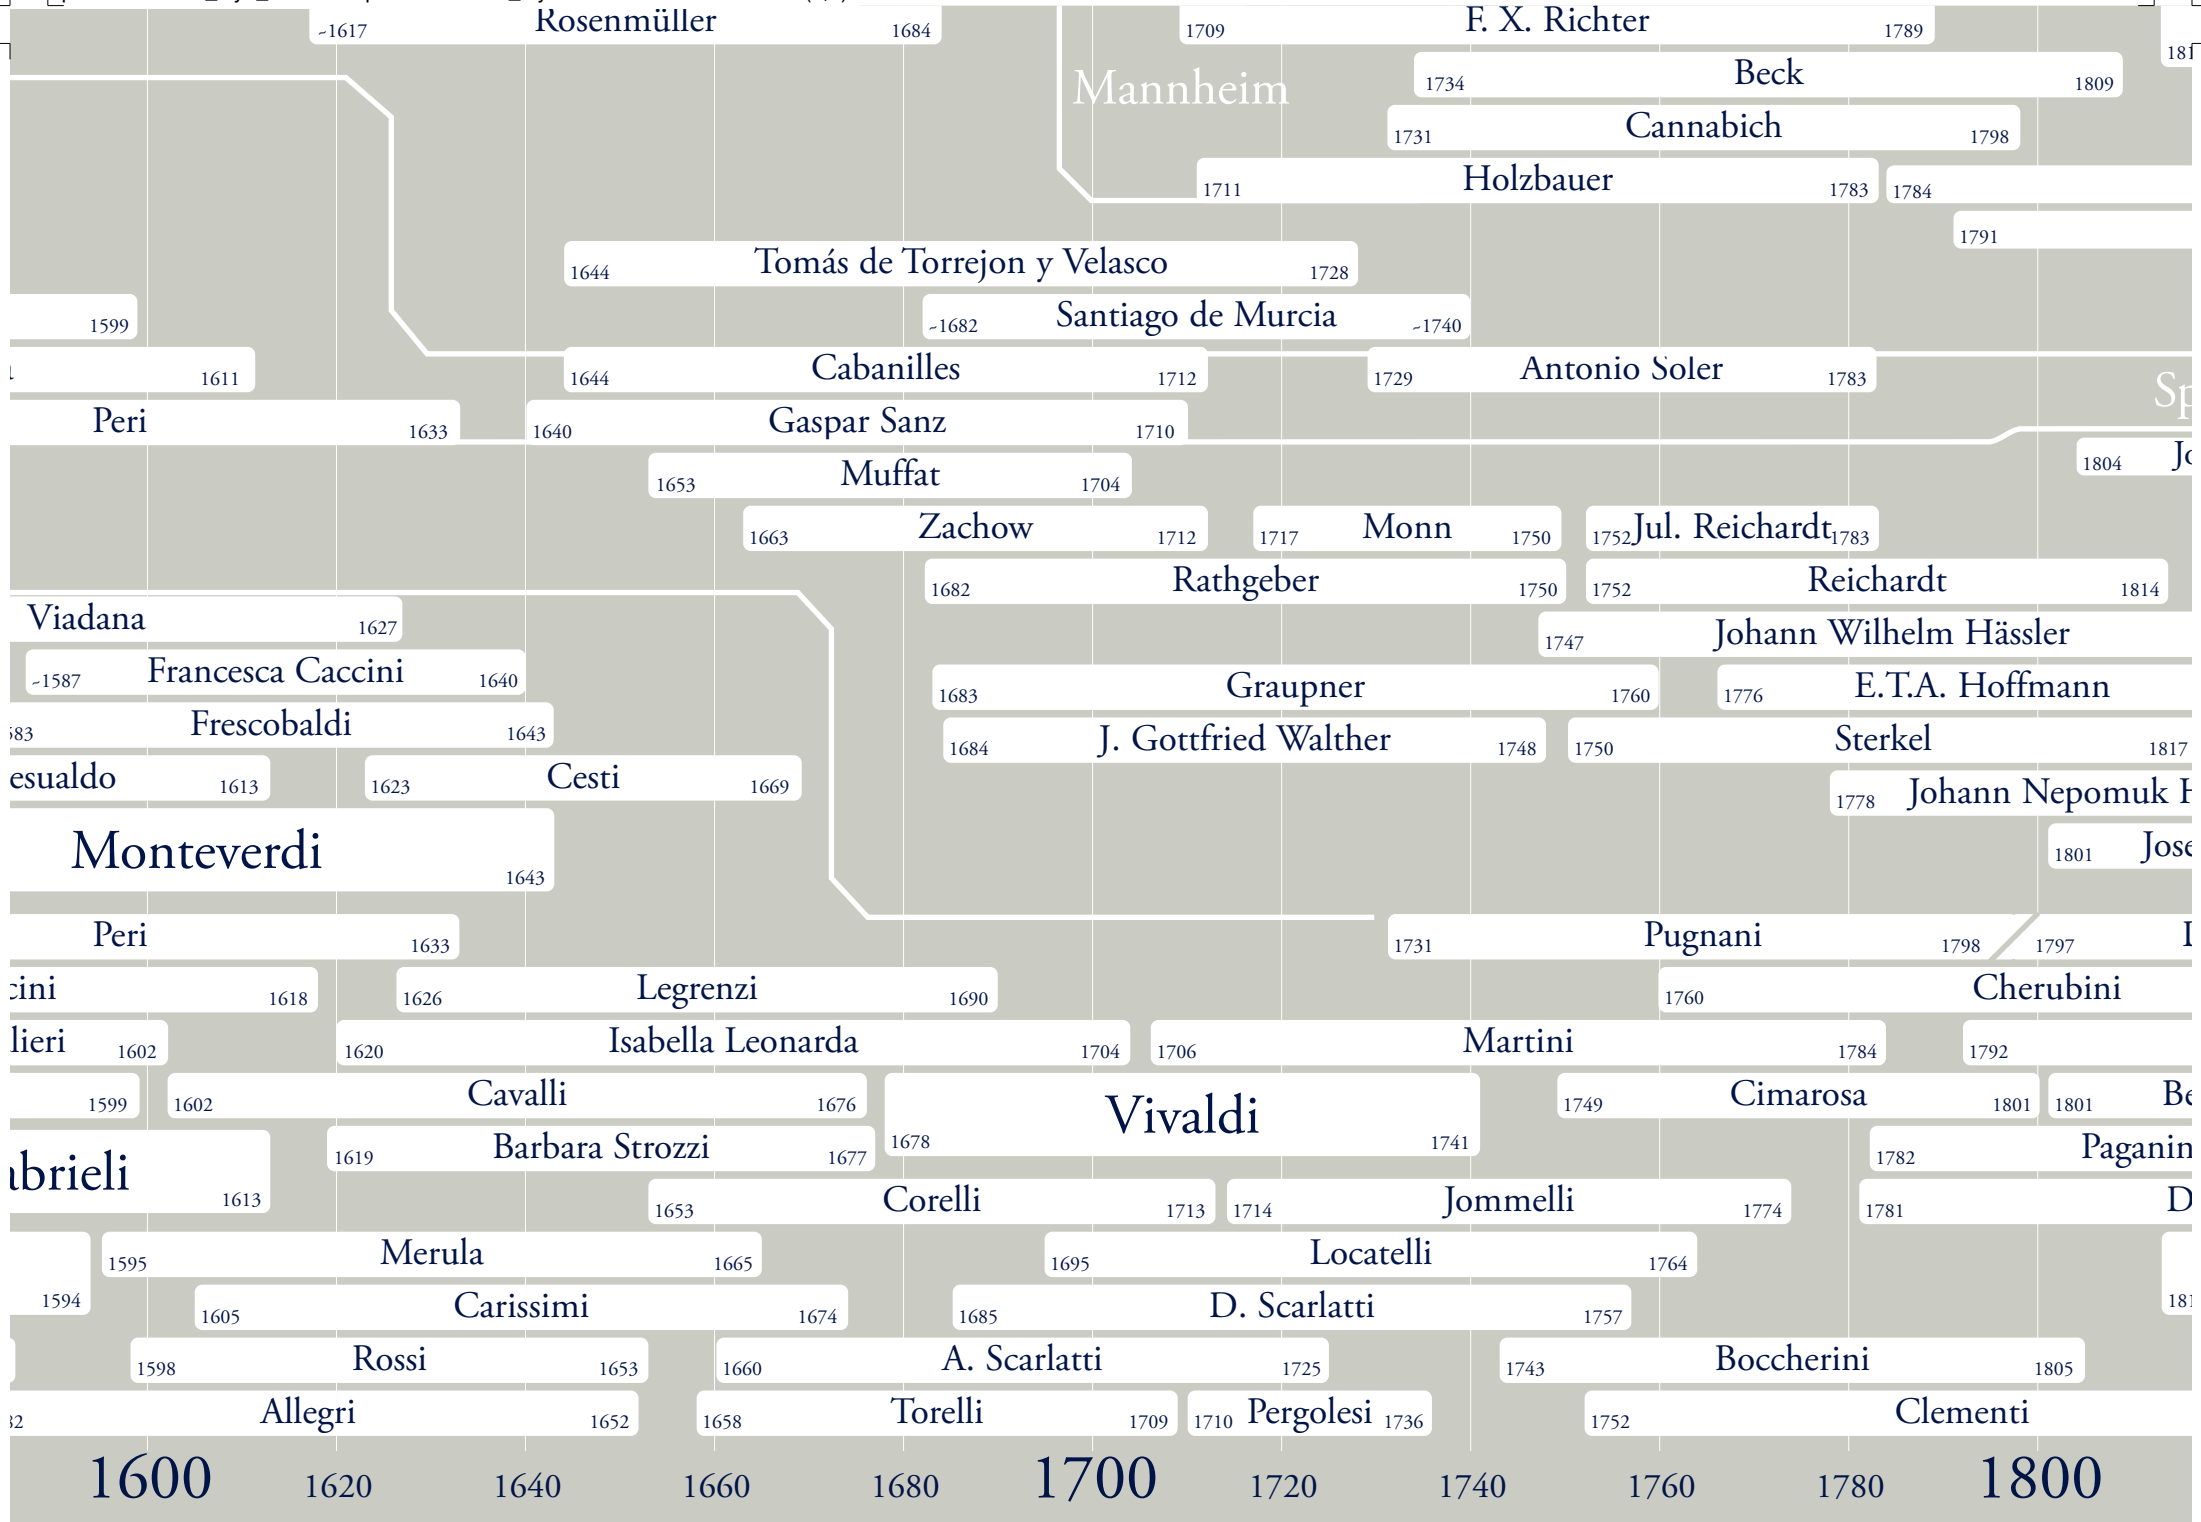 ~1617 Rosenmüller 1684 1709 F. X. Richter 1789
Mannheim 1734 Beck 1809
1731 Cannabich 1798
1711 Holzbauer 1783 1784
1791
1644 Tomás de Torrejon y Velasco 1728
1599 ~1682 Santiago de Murcia ~1740
1611 1644 Cabanilles 1712 1729 Antonio Soler 1783
Peri 1633 1640 Gaspar Sanz 1710
1653 Muffat 1704 1804
1663 Zachow 1712 1717 Monn 1750 1752 Jul. Reichardt 1783
1682 Rathgeber 1750 1752 Reichardt 1814
Viadana 1627 1747 Johann Wilhelm Hässler
~1587 Francesca Caccini 1640 1683 Graupner 1760 1776 E.T.A. Hoffmann
Frescobaldi 1643 1684 J. Gottfried Walther 1748 1750 Sterkel 1817
esualdo 1613 1623 Cesti 1669 1778 Johann Nepomuk H
Monteverdi 1643 1801 Jose
Peri 1633 1731 Pugnani 1798 1797
cini 1618 1626 Legrenzi 1690 1760 Cherubini
lieri 1602 1620 Isabella Leonarda 1704 1706 Martini 1784 1792
1599 1602 Cavalli 1676 1678 Vivaldi 1741 1749 Cimarosa 1801 1801 Be
abrieli 1613 1619 Barbara Strozzi 1677 1782 Paganin
1653 Corelli 1713 1714 Jommelli 1774 1781 D
1594 1595 Merula 1665 1695 Locatelli 1764
1605 Carissimi 1674 1685 D. Scarlatti 1757
1598 Rossi 1653 1660 A. Scarlatti 1725 1743 Boccherini 1805
Allegri 1652 1658 Torelli 1709 1710 Pergolesi 1736 1752 Clementi
1600 1620 1640 1660 1680 1700 1720 1740 1760 1780 1800